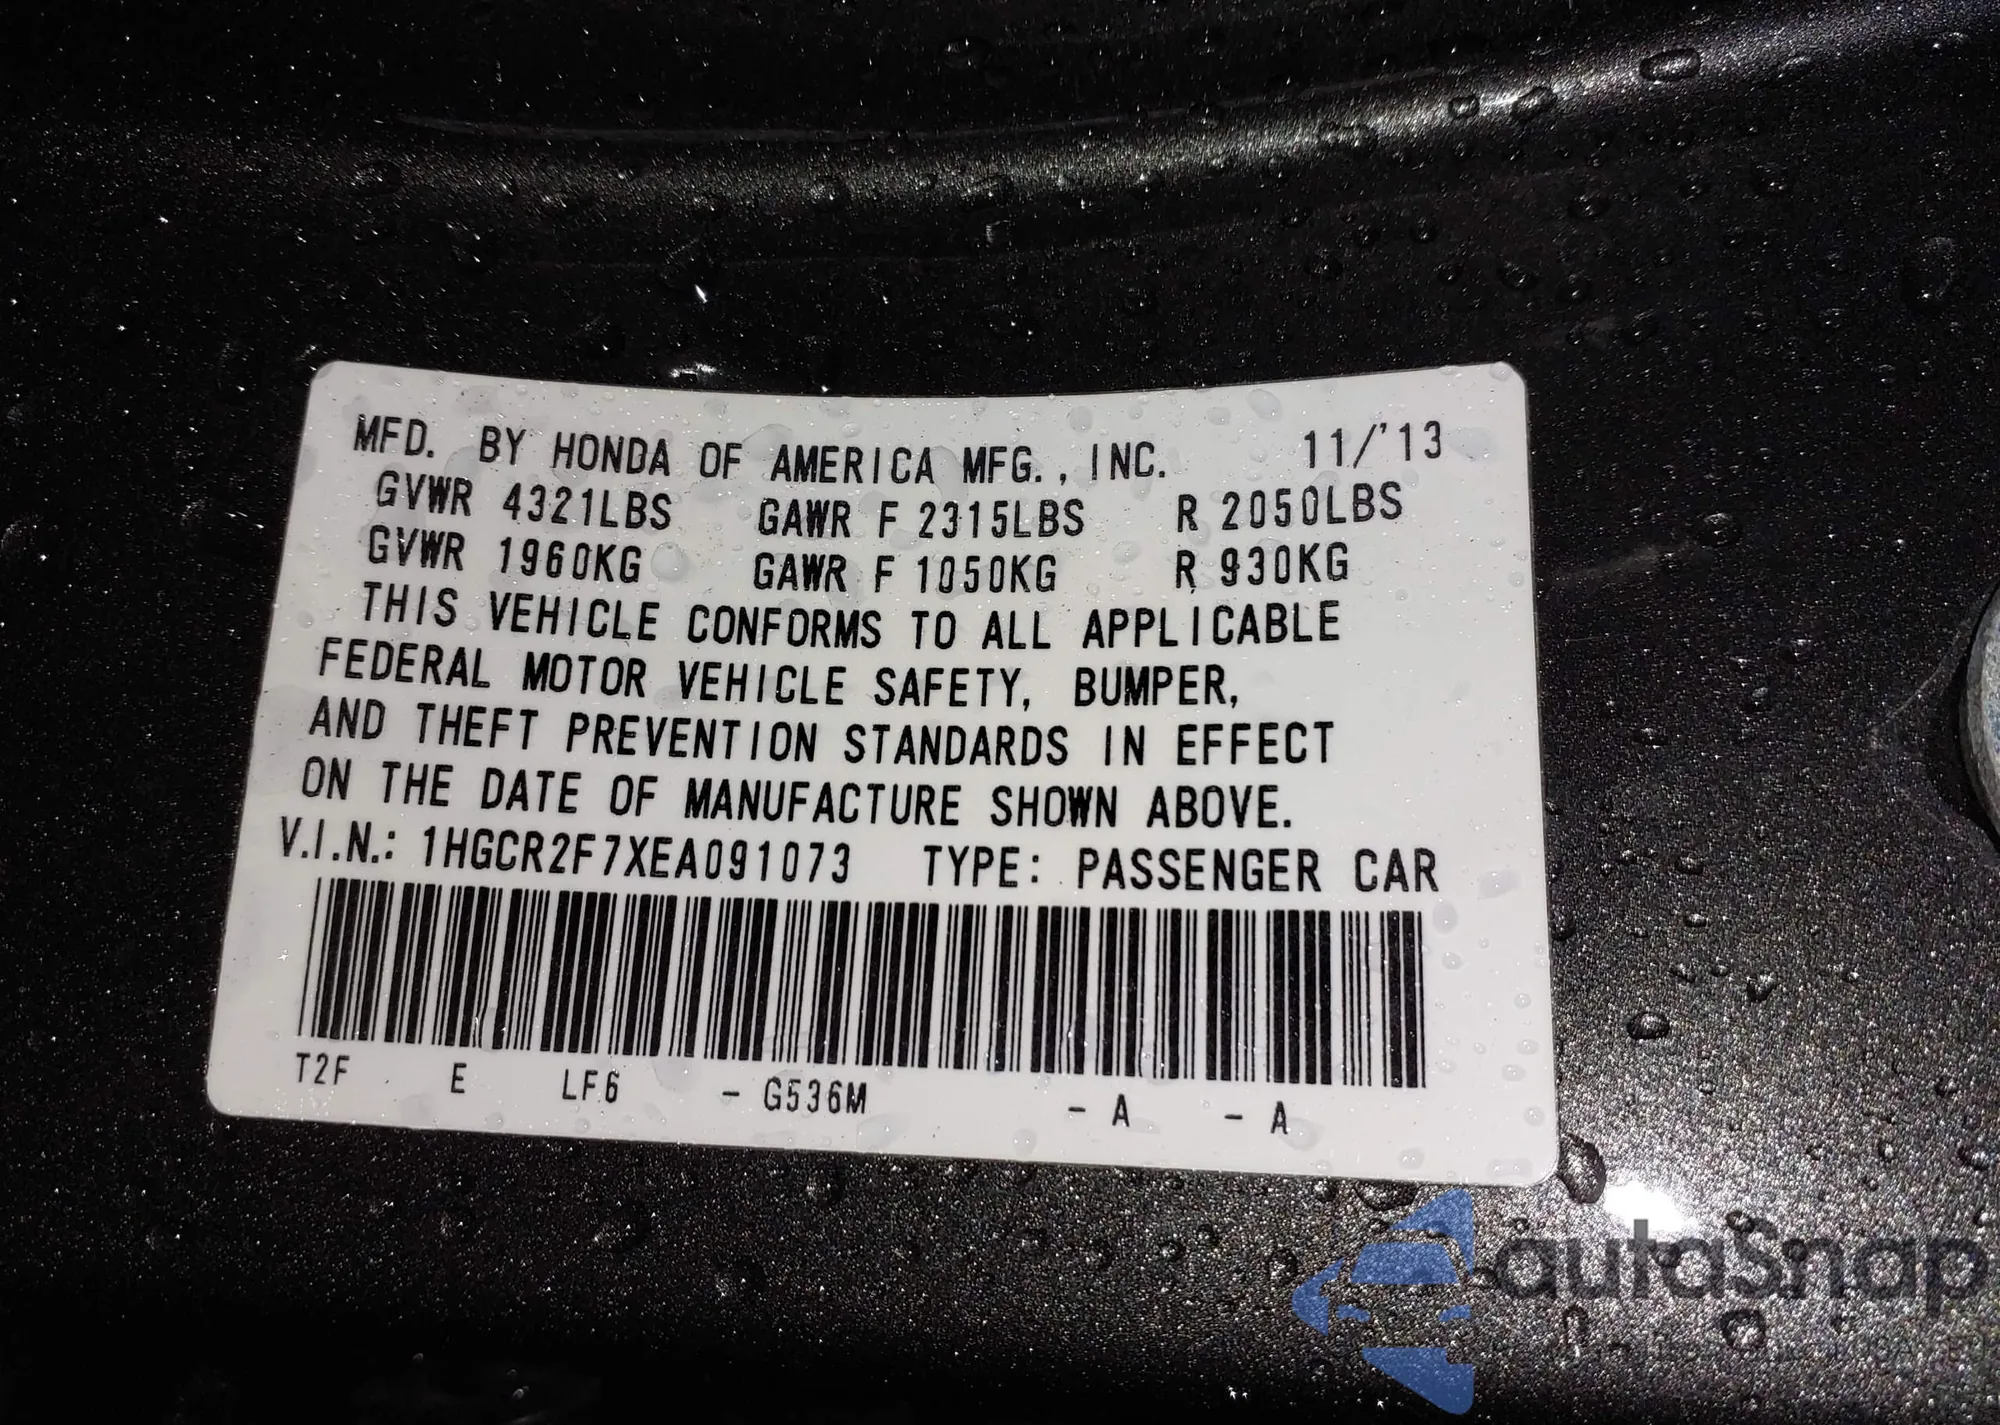 MFD. BY HONDA OF AMERICA MFG., INC. 11/'13
GVWR 4321LBS GAWR F 2315LBS R 2050LBS
GVWR 1960KG GAWR F 1050KG R 930KG
THIS VEHICLE CONFORMS TO ALL APPLICABLE
FEDERAL MOTOR VEHICLE SAFETY, BUMPER,
AND THEFT PREVENTION STANDARDS IN EFFECT
ON THE DATE OF MANUFACTURE SHOWN ABOVE.
V.I.N.: 1HGCR2F7XEA091073 TYPE: PASSENGER CAR
T2F E LF6 - G536M - A - A
autaSnap